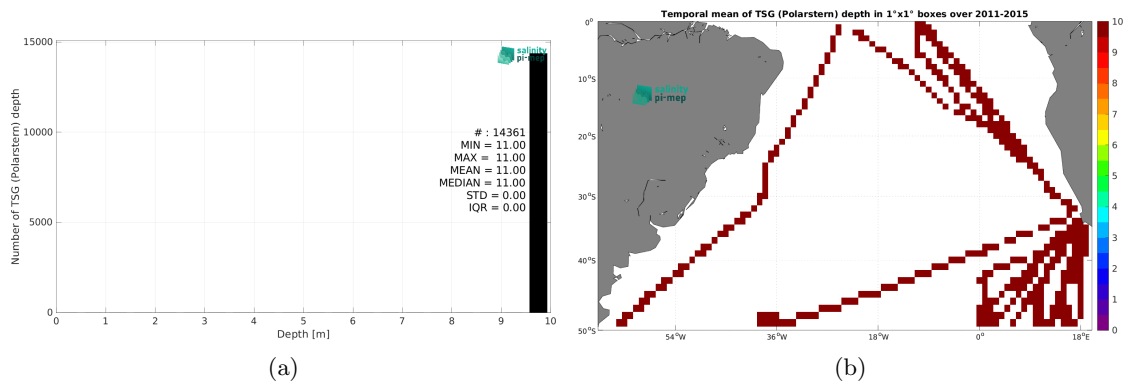 15000
10000
5000
0
Number of TSG (Polarstern) depth
salinity
pi-mep
# : 14361
MIN = 11.00
MAX = 11.00
MEAN = 11.00
MEDIAN = 11.00
STD = 0.00
IQR = 0.00
0 1 2 3 4 5 6 7 8 9 10
Depth [m]
(a)
Temporal mean of TSG (Polarstern) depth in 1°x1° boxes over 2011-2015
0°
10°S
20°S
30°S
40°S
50°S
salinity
pi-mep
54°W 36°W 18°W 0° 18°E
10
9
8
7
6
5
4
3
2
1
0
(b)